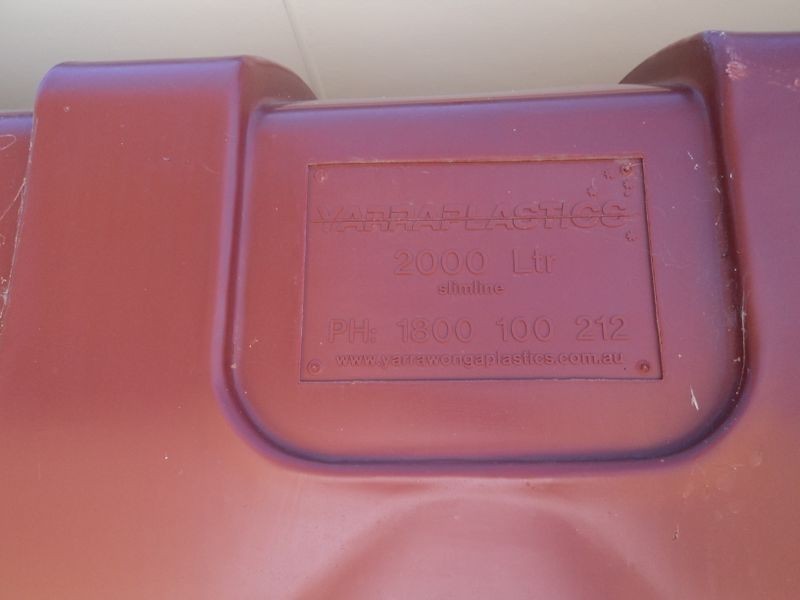 YARRAPLASTICS
2000 Ltr
slimline
PH: 1800 100 212
www.yarrawongaplastics.com.au